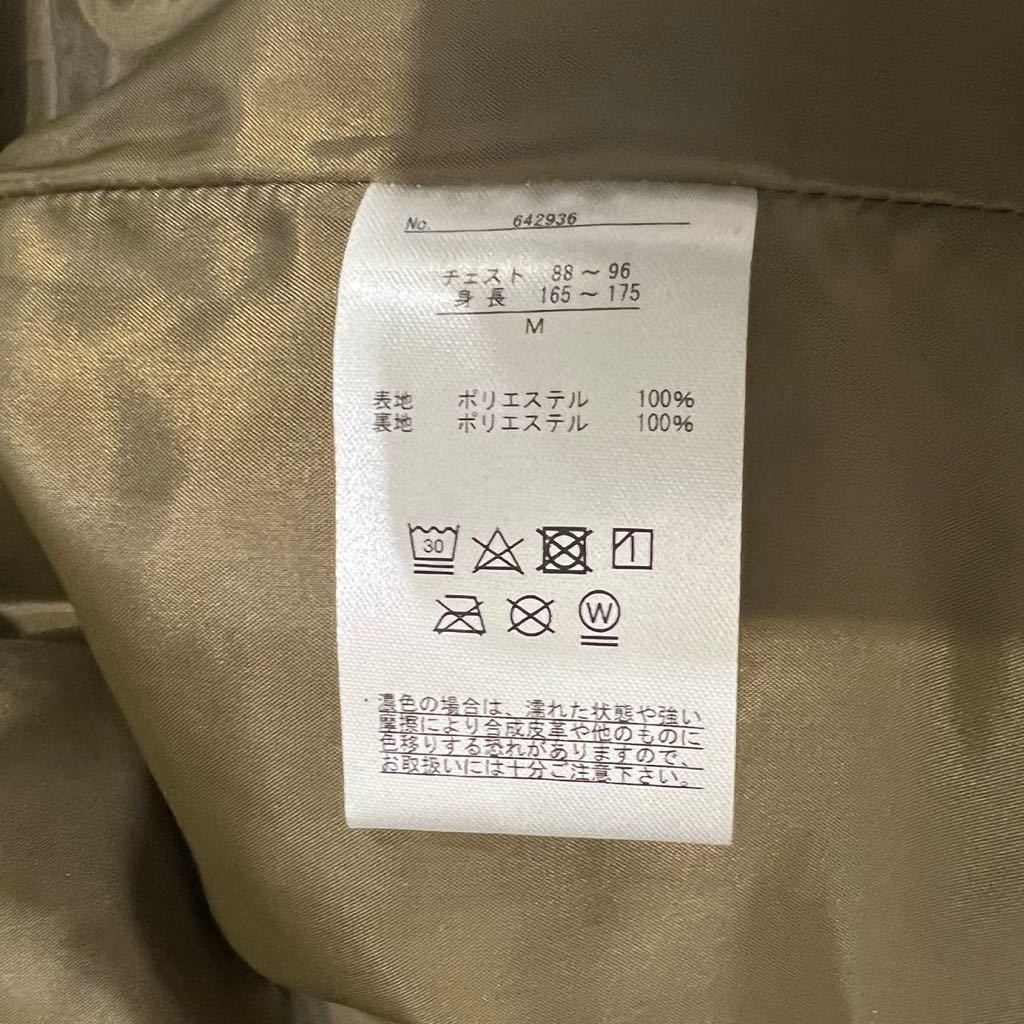 No. 642936
チェスト 88～96
身長 165～175
M
表地 ポリエステル 100%
裏地 ポリエステル 100%
30
W
・濃色の場合は、濡れた状態や強い
摩擦により合成皮革や他のものに
色移りする恐れがありますので、
お取扱いには十分ご注意下さい。